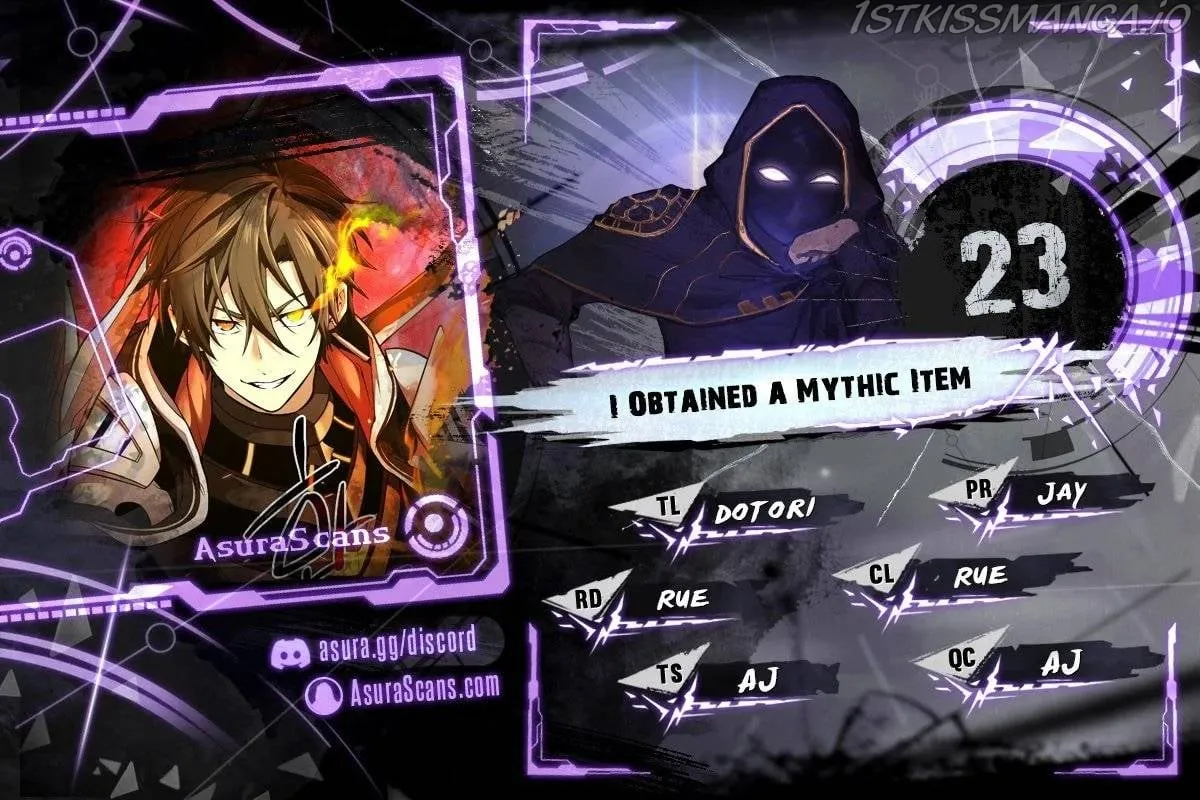 1STKISSMANGA.io
23
I OBTAINED A MYTHIC ITEM
TL DOTORI
PR JAY
RD RUE
CL RUE
TS AJ
QC AJ
AsuraScans
asura.gg/discord
AsuraScans.com